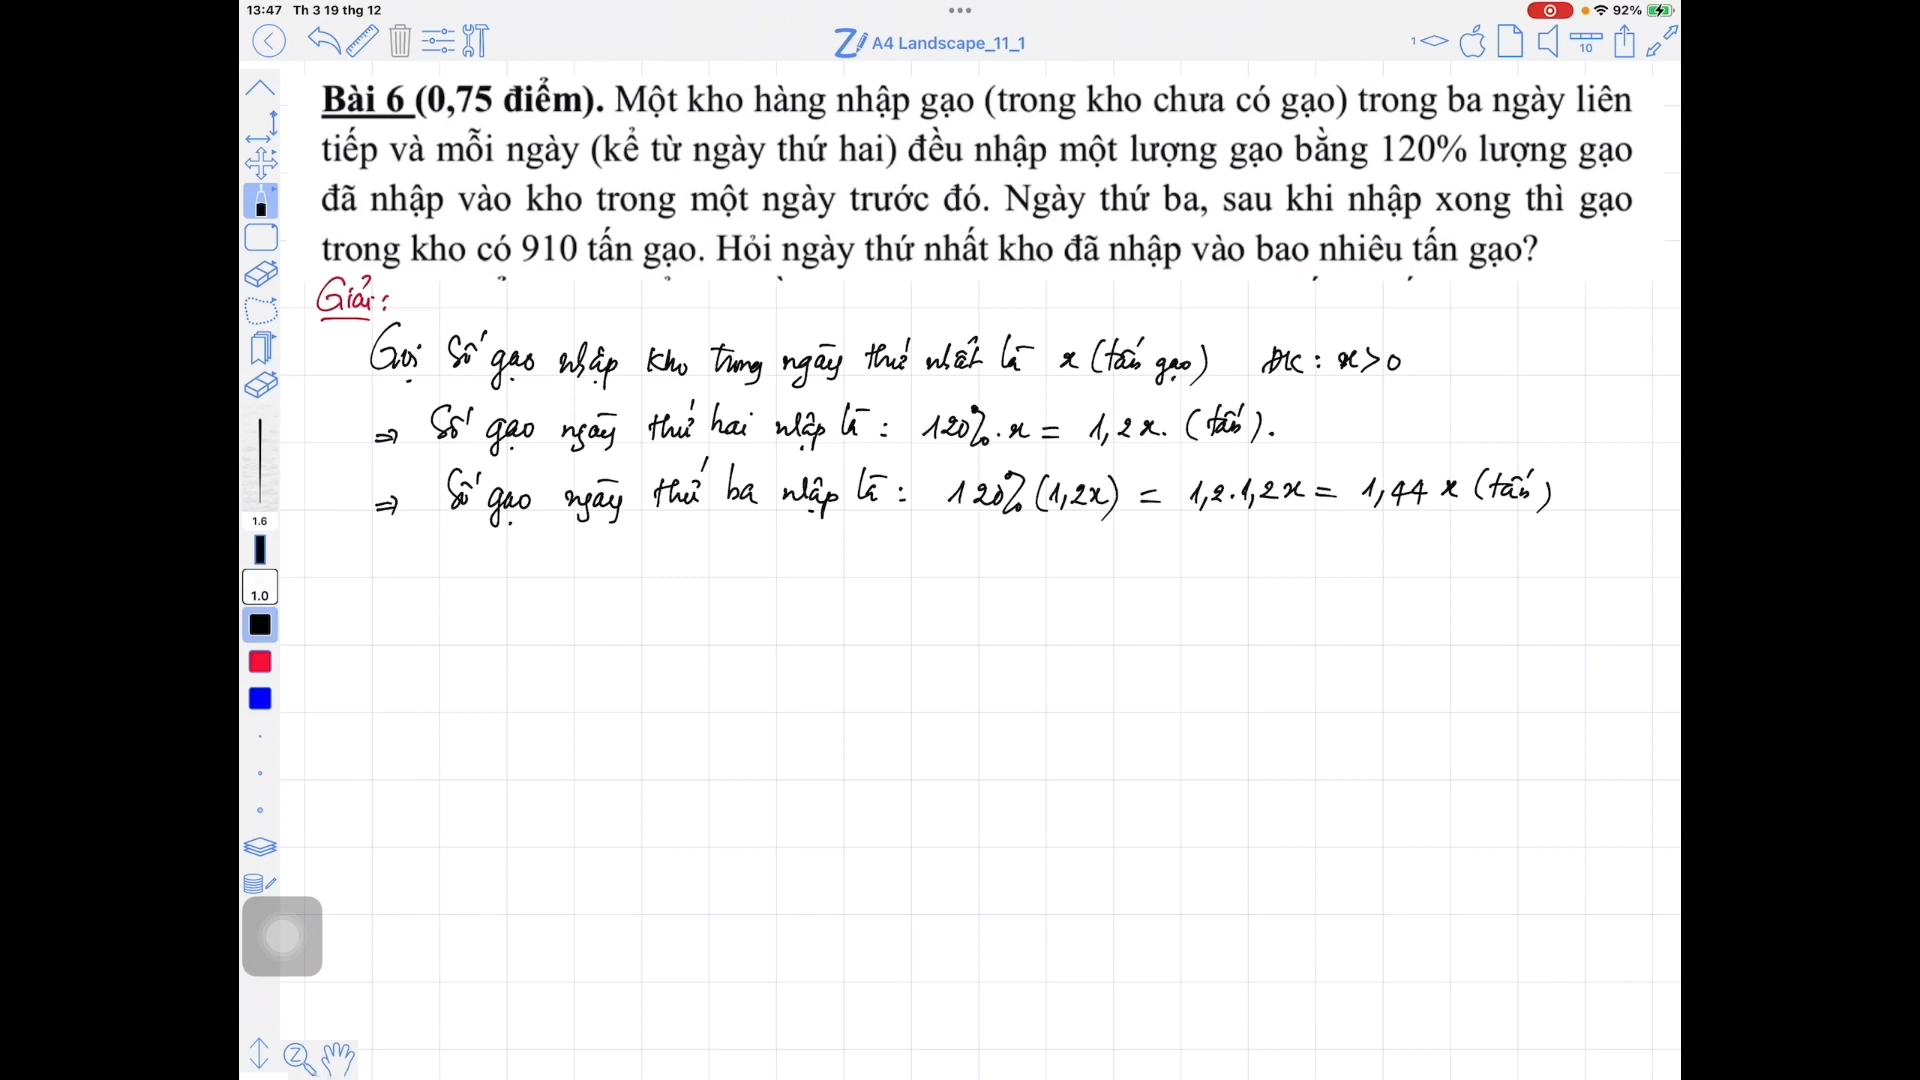 13:47 Th 3 19 thg 12 92%
A4 Landscape_11_1 1 10
Bài 6 (0,75 điểm). Một kho hàng nhập gạo (trong kho chưa có gạo) trong ba ngày liên
tiếp và mỗi ngày (kể từ ngày thứ hai) đều nhập một lượng gạo bằng 120% lượng gạo
đã nhập vào kho trong một ngày trước đó. Ngày thứ ba, sau khi nhập xong thì gạo
trong kho có 910 tấn gạo. Hỏi ngày thứ nhất kho đã nhập vào bao nhiêu tấn gạo?
Giải:
Gọi số gạo nhập kho trong ngày thứ nhất là x (tấn gạo) ĐK: x > 0
⇒ Số gạo ngày thứ hai nhập là: 120%.x = 1,2x. (tấn).
⇒ Số gạo ngày thứ ba nhập là: 120% (1,2x) = 1,2.1,2x = 1,44 x (tấn)
1.6
1.0